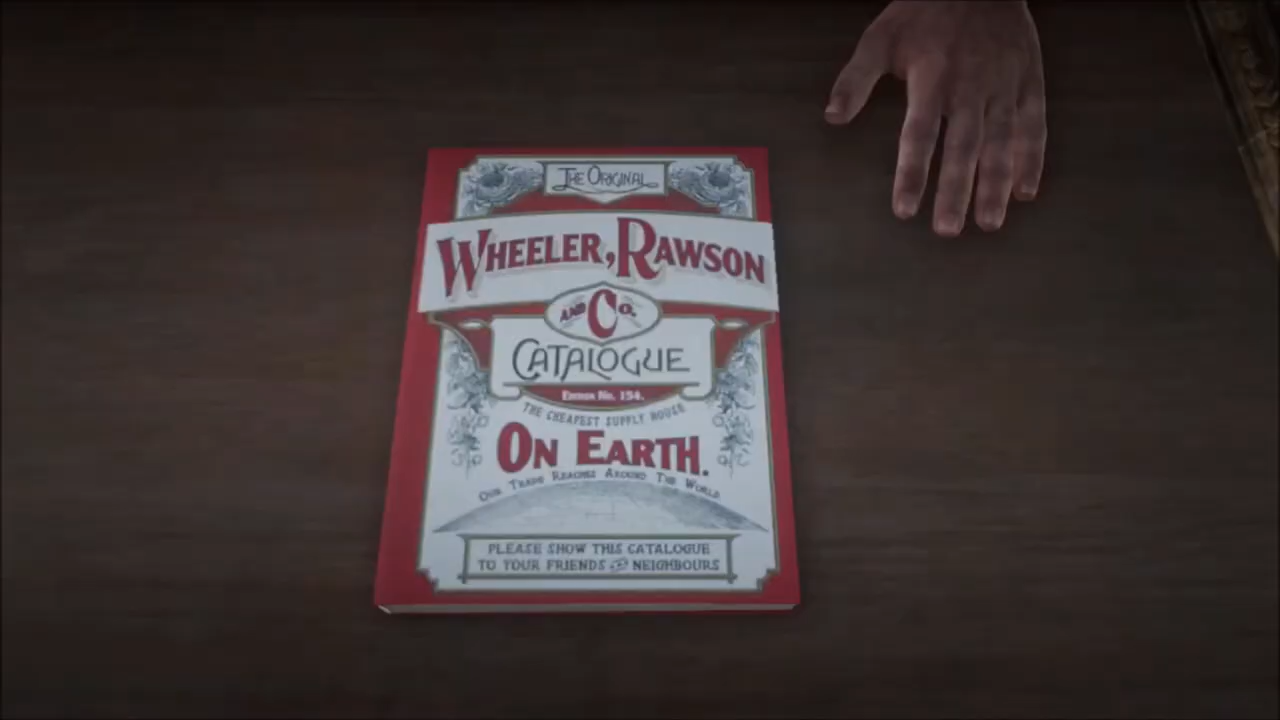 The Original
Wheeler, Rawson
and Co.
Catalogue
Edition No. 154.
The Cheapest Supply House
On Earth.
Our Trade Reaches Around The World
PLEASE SHOW THIS CATALOGUE
TO YOUR FRIENDS AND NEIGHBOURS